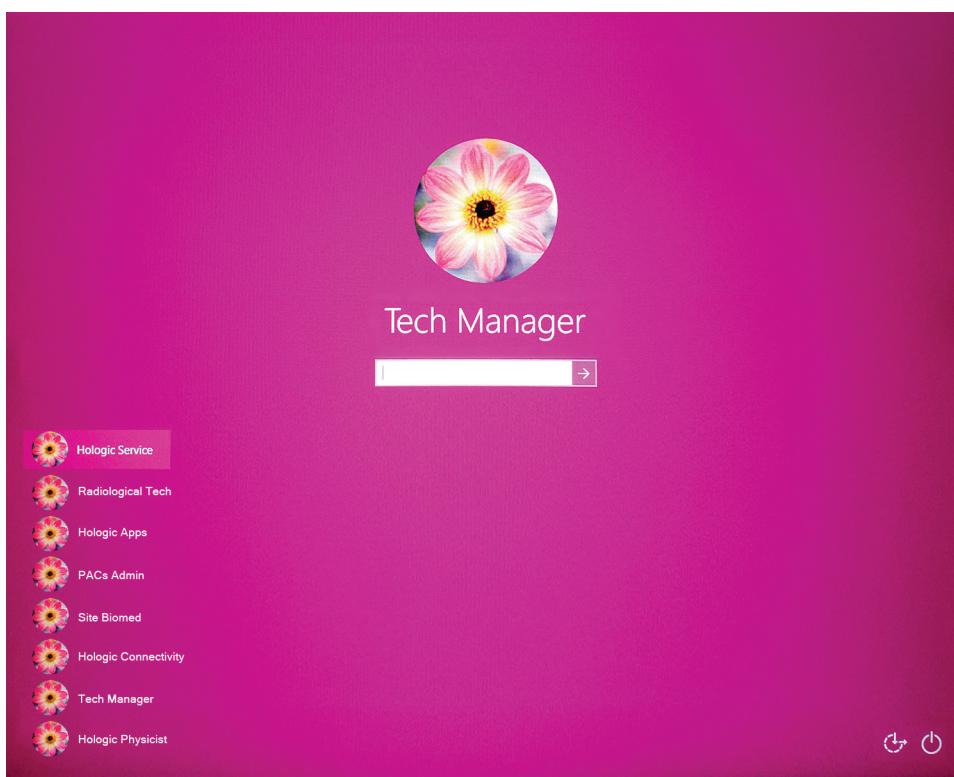 Tech Manager
Hologic Service
Radiological Tech
Hologic Apps
PACs Admin
Site Biomed
Hologic Connectivity
Tech Manager
Hologic Physicist